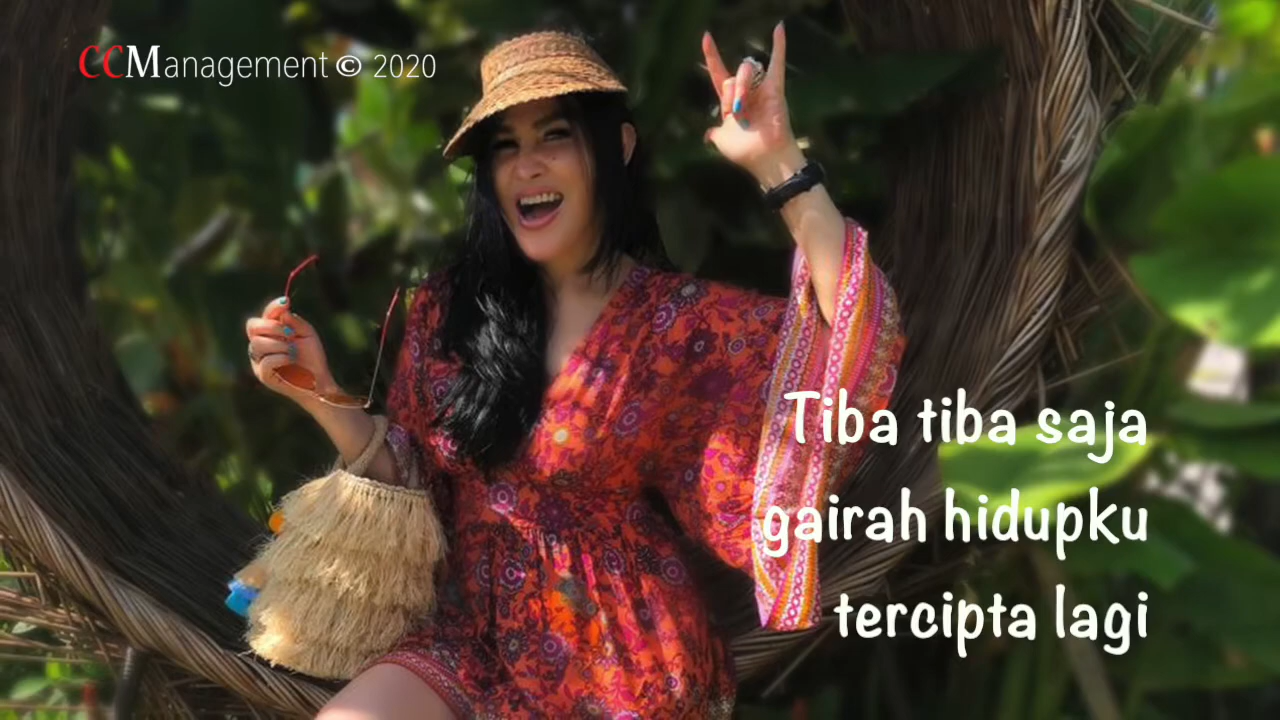 CCManagement © 2020
Tiba tiba saja
gairah hidupku
tercipta lagi